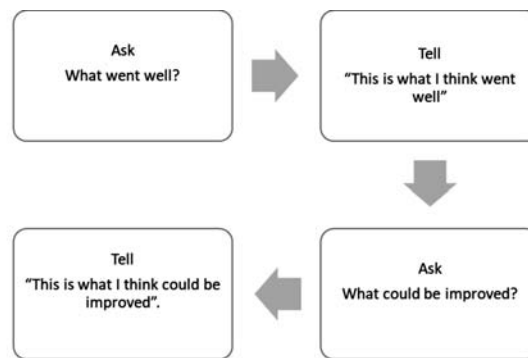 Ask
What went well?
Tell
“This is what I think went
well”
Ask
What could be improved?
Tell
“This is what I think could be
improved”.